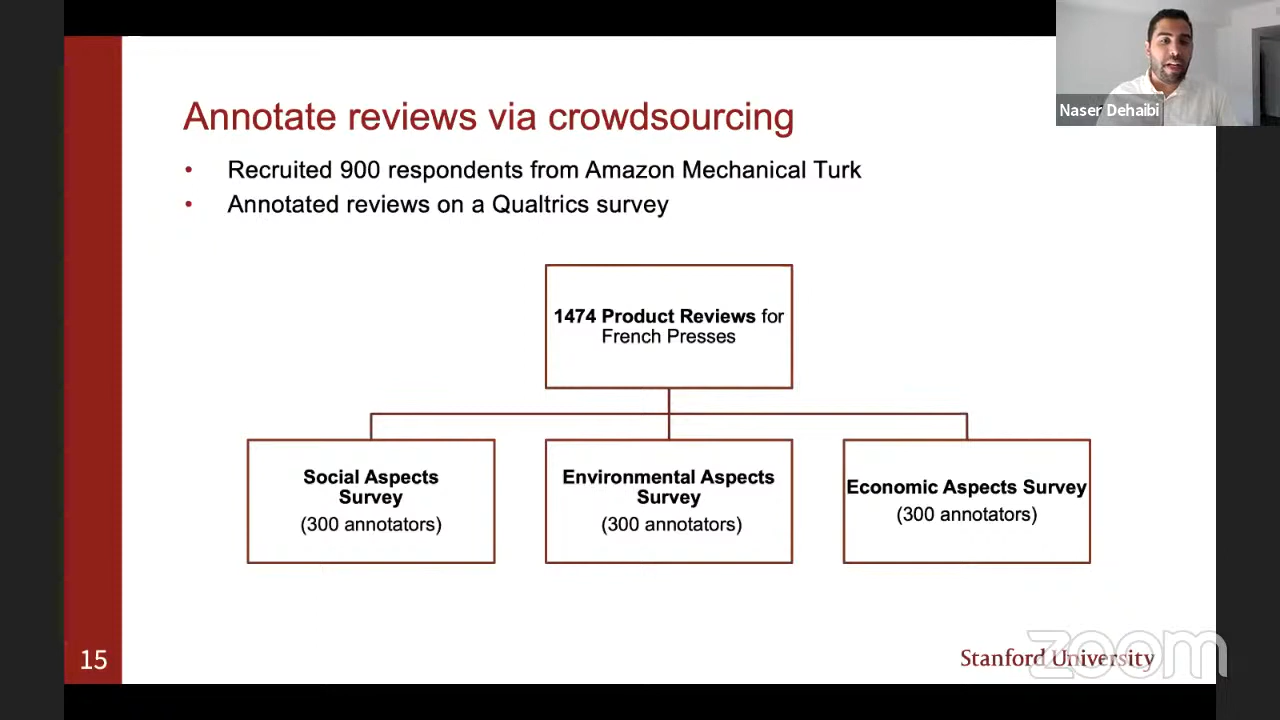 Naser Dehaibi
Annotate reviews via crowdsourcing
• Recruited 900 respondents from Amazon Mechanical Turk
• Annotated reviews on a Qualtrics survey
1474 Product Reviews for
French Presses
Social Aspects
Survey
(300 annotators)
Environmental Aspects
Survey
(300 annotators)
Economic Aspects Survey
(300 annotators)
15
Stanford University
zoom